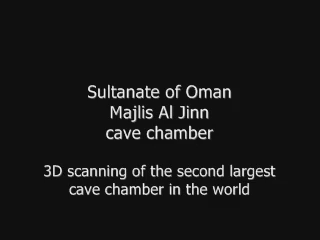 Sultanate of Oman
Majlis Al Jinn
cave chamber
3D scanning of the second largest
cave chamber in the world